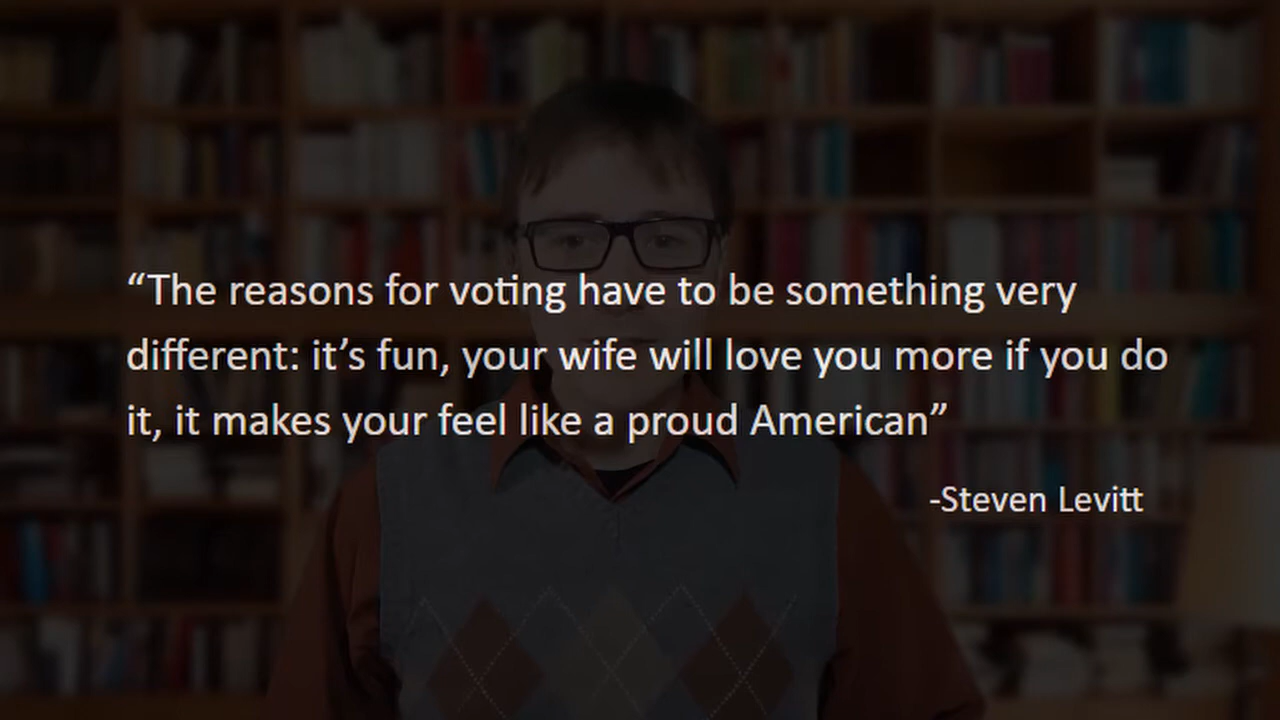 “The reasons for voting have to be something very
different: it’s fun, your wife will love you more if you do
it, it makes your feel like a proud American”
-Steven Levitt